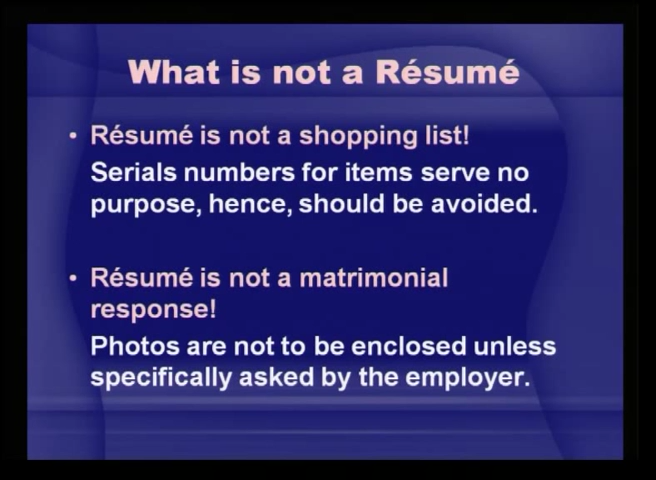 What is not a Résumé
• Résumé is not a shopping list!
Serials numbers for items serve no
purpose, hence, should be avoided.
• Résumé is not a matrimonial
response!
Photos are not to be enclosed unless
specifically asked by the employer.